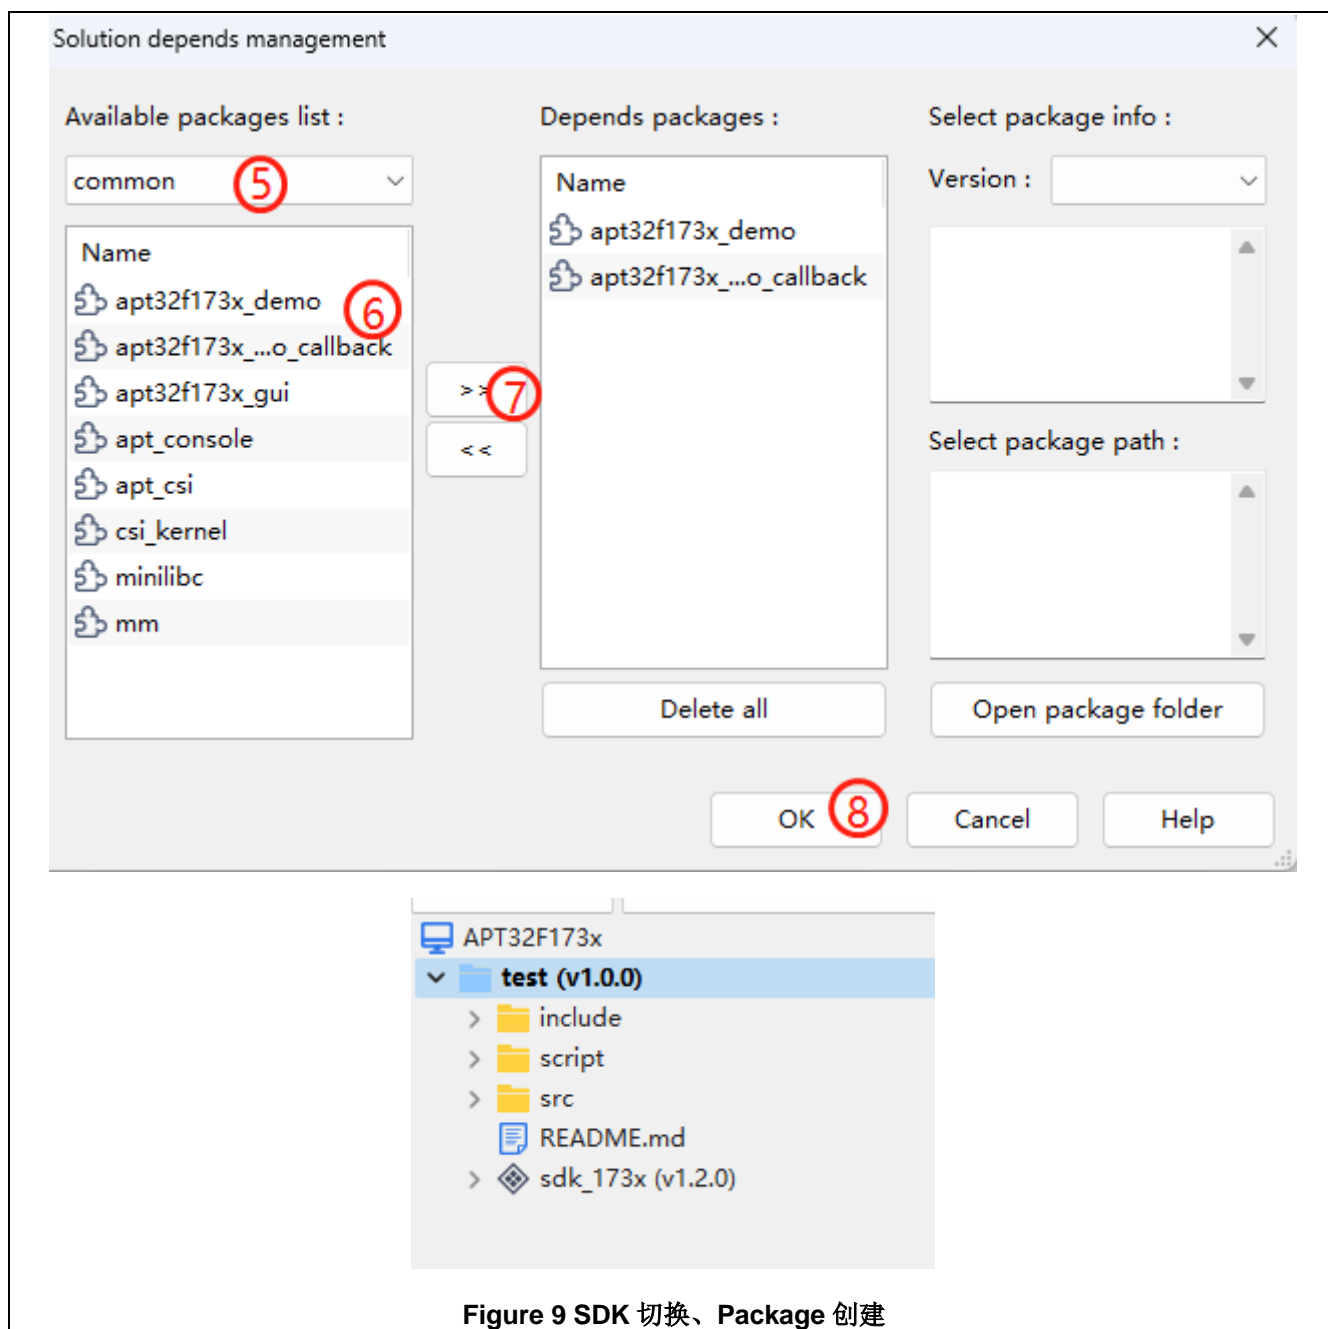 Solution depends management
Available packages list :
common
⑤
Name
apt32f173x_demo
⑥
apt32f173x_...o_callback
apt32f173x_gui
apt_console
apt_csi
csi_kernel
minilibc
mm
>>
⑦
<<
Depends packages :
Name
apt32f173x_demo
apt32f173x_...o_callback
Delete all
Select package info :
Version :
Select package path :
Open package folder
OK
⑧
Cancel
Help
APT32F173x
test (v1.0.0)
include
script
src
README.md
sdk_173x (v1.2.0)
Figure 9 SDK 切换、Package 创建